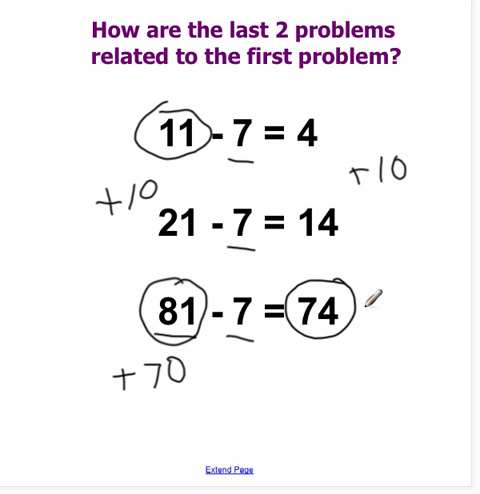 How are the last 2 problems
related to the first problem?
11 - 7 = 4
+10
+10
21 - 7 = 14
81 - 7 = 74
+70
Extend Page